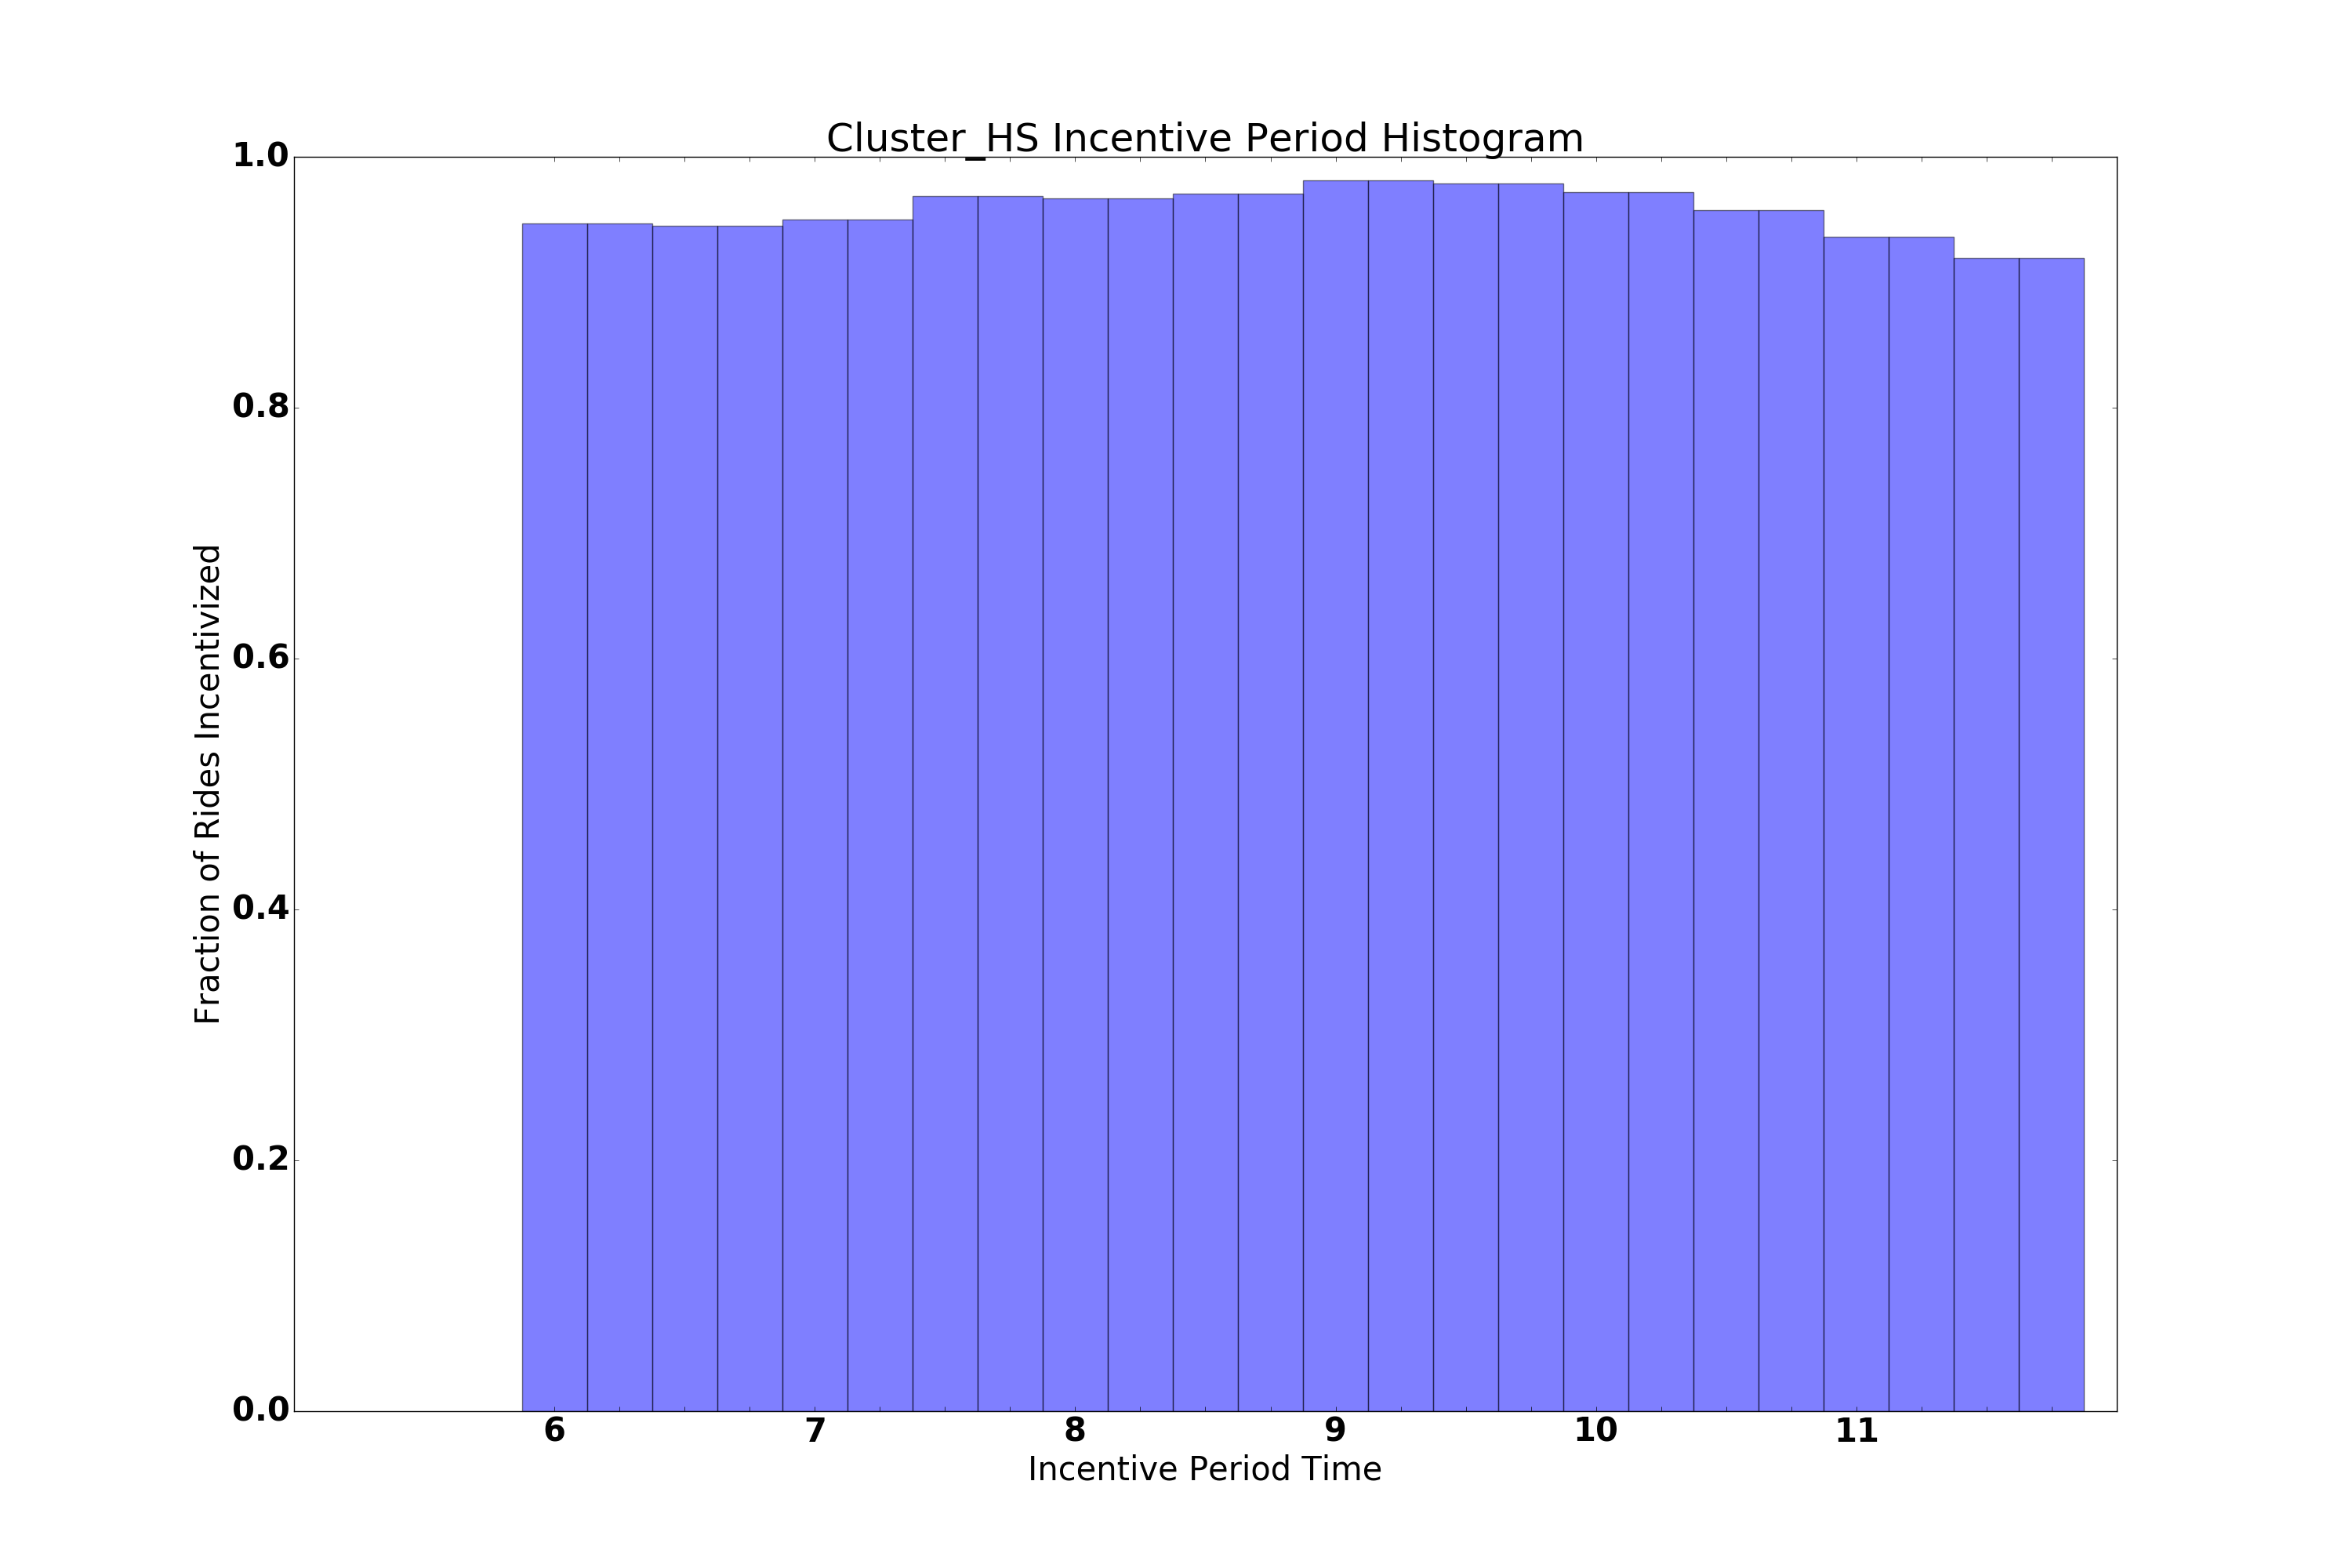 Cluster_HS Incentive Period Histogram
1.0
0.8
0.6
0.4
0.2
0.0
Fraction of Rides Incentivized
6 7 8 9 10 11
Incentive Period Time